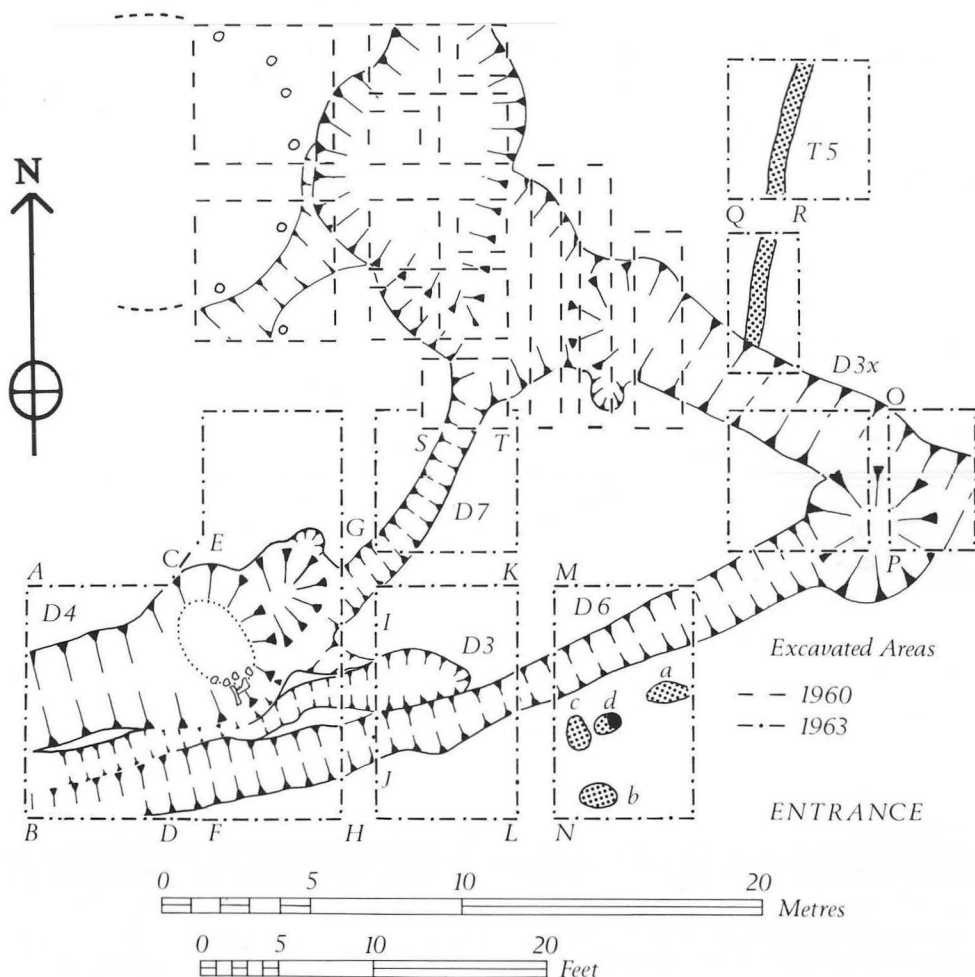 N
T 5
Q R
D3x
O
S T
D7
G
C E
A K M
D4 I D3 D6
P
Excavated Areas
a
1960
c d
1963
J
b
ENTRANCE
B D F H L N
0 5 10 20
Metres
0 5 10 20
Feet